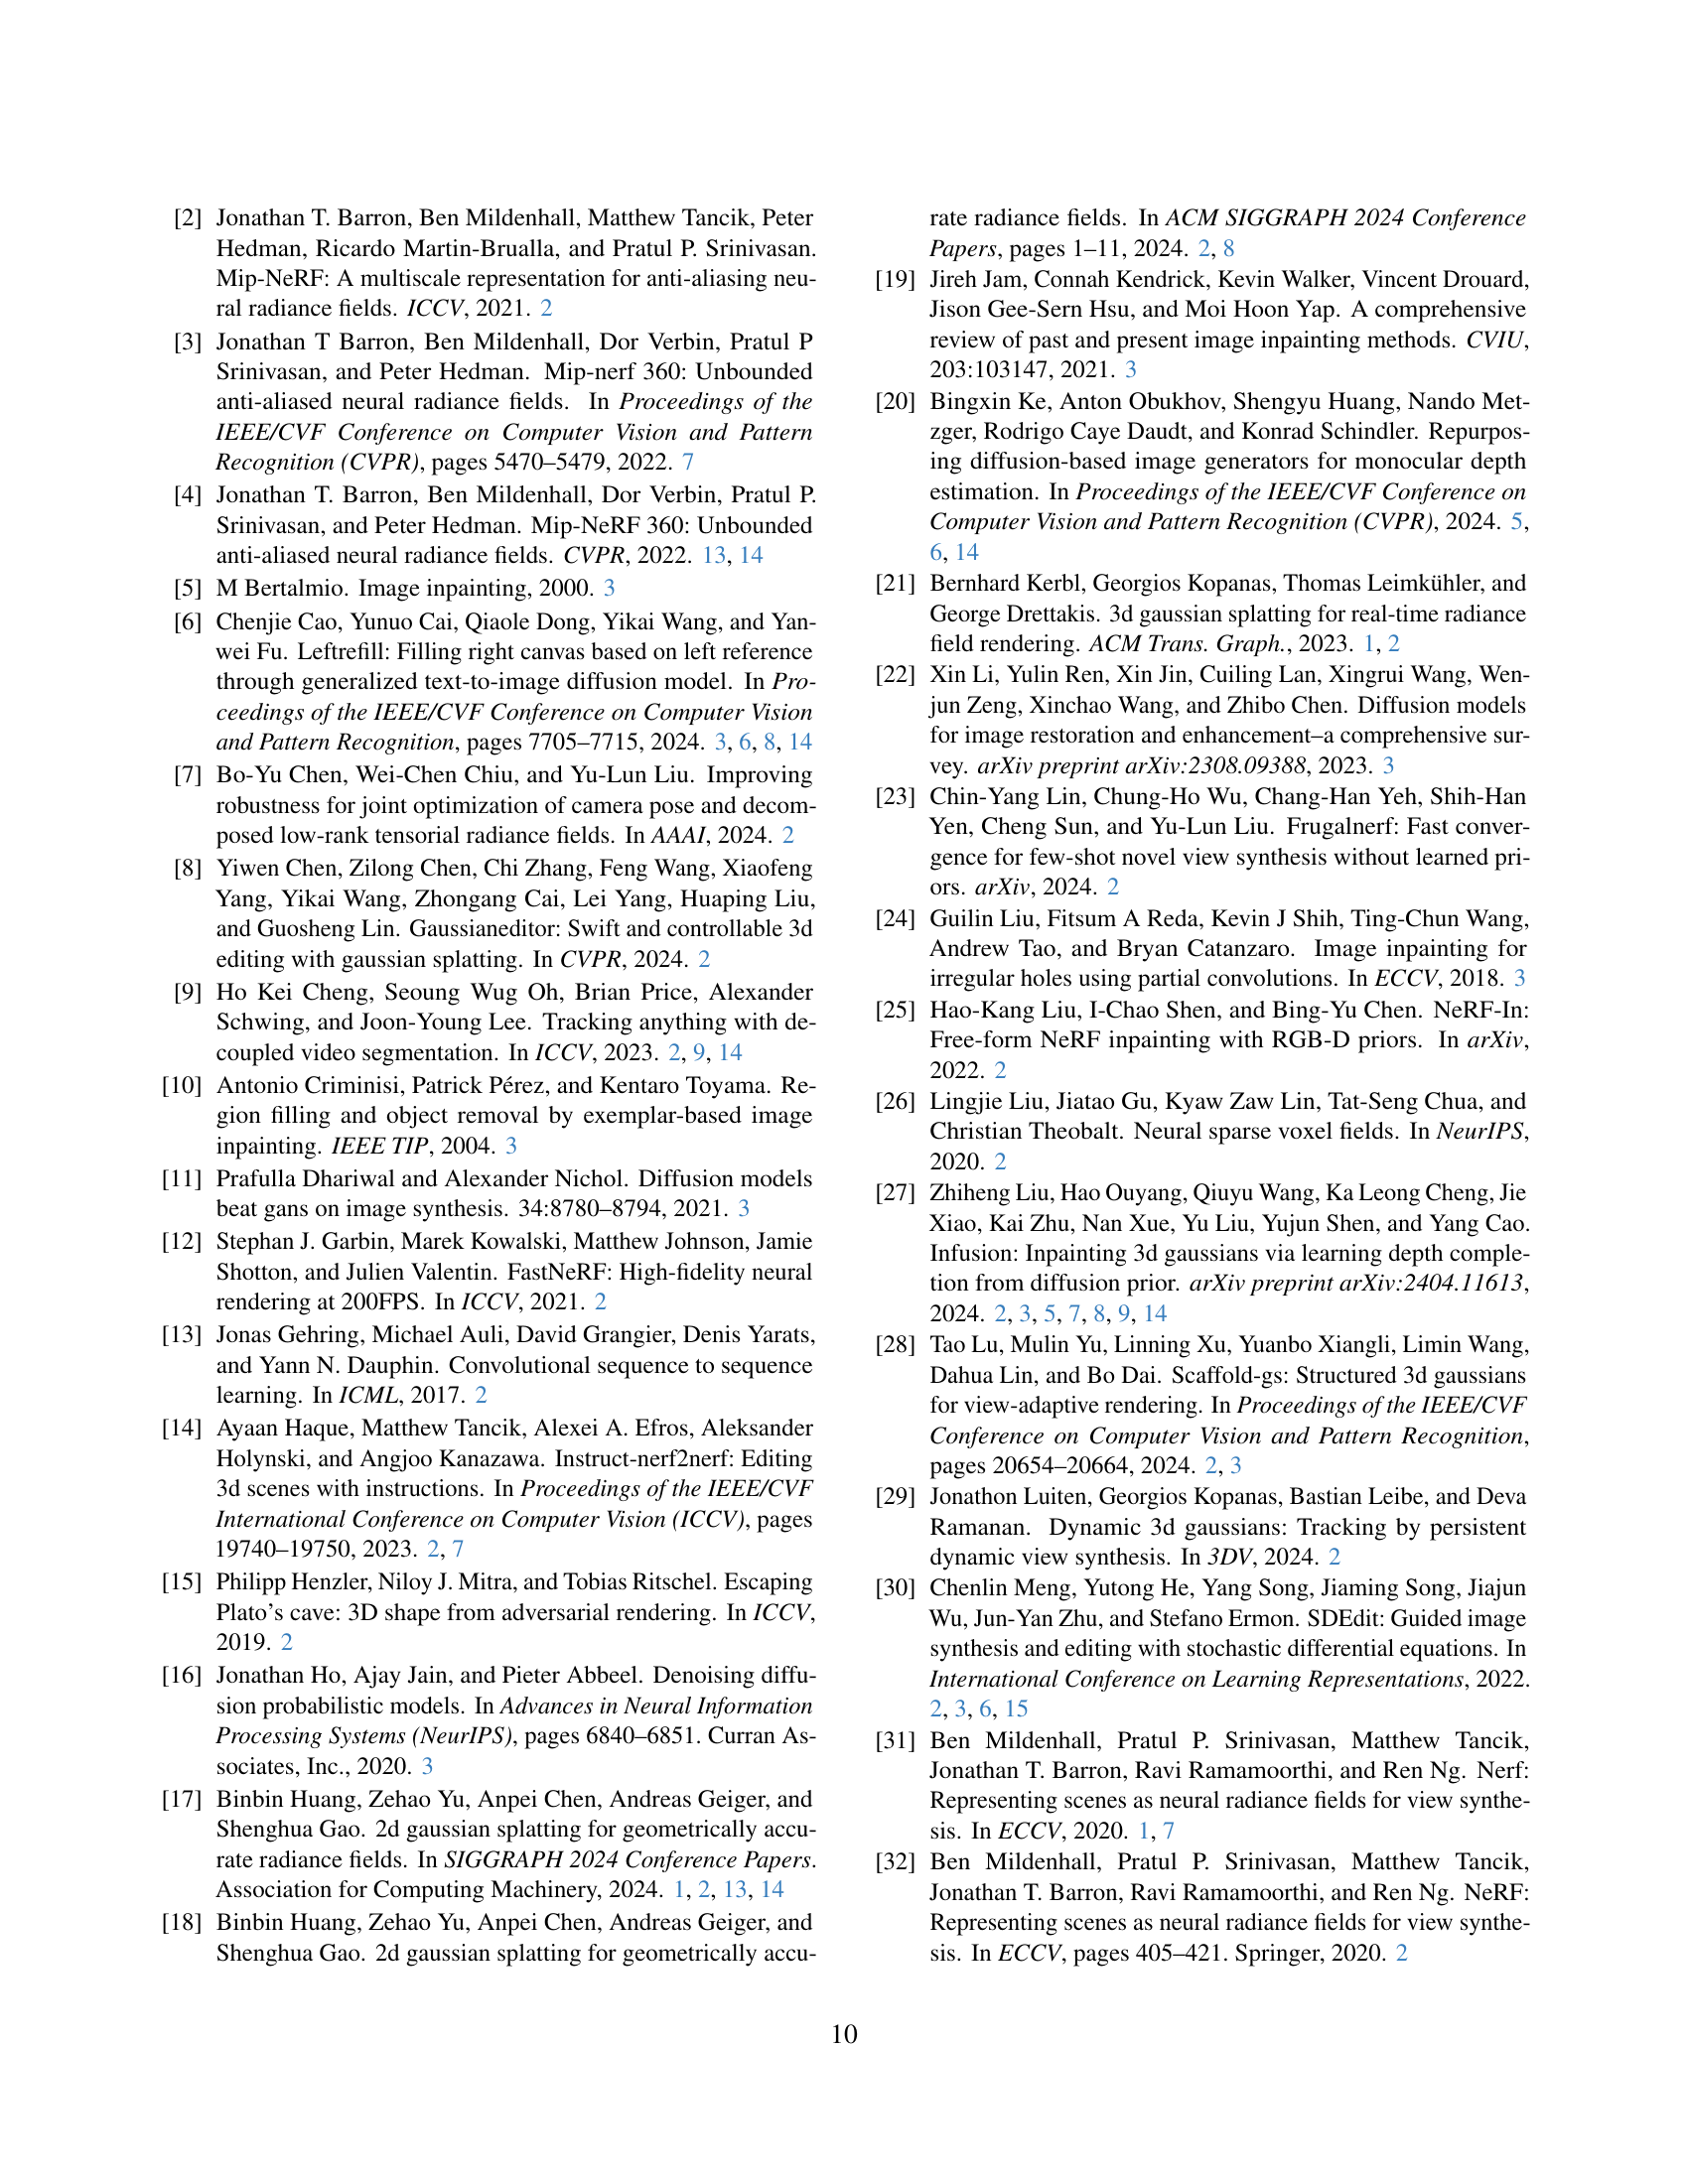 [2] Jonathan T. Barron, Ben Mildenhall, Matthew Tancik, Peter
Hedman, Ricardo Martin-Brualla, and Pratul P. Srinivasan.
Mip-NeRF: A multiscale representation for anti-aliasing neu-
ral radiance fields. ICCV, 2021. 2
[3] Jonathan T Barron, Ben Mildenhall, Dor Verbin, Pratul P
Srinivasan, and Peter Hedman. Mip-nerf 360: Unbounded
anti-aliased neural radiance fields. In Proceedings of the
IEEE/CVF Conference on Computer Vision and Pattern
Recognition (CVPR), pages 5470–5479, 2022. 7
[4] Jonathan T. Barron, Ben Mildenhall, Dor Verbin, Pratul P.
Srinivasan, and Peter Hedman. Mip-NeRF 360: Unbounded
anti-aliased neural radiance fields. CVPR, 2022. 13, 14
[5] M Bertalmio. Image inpainting, 2000. 3
[6] Chenjie Cao, Yunuo Cai, Qiaole Dong, Yikai Wang, and Yan-
wei Fu. Leftrefill: Filling right canvas based on left reference
through generalized text-to-image diffusion model. In Pro-
ceedings of the IEEE/CVF Conference on Computer Vision
and Pattern Recognition, pages 7705–7715, 2024. 3, 6, 8, 14
[7] Bo-Yu Chen, Wei-Chen Chiu, and Yu-Lun Liu. Improving
robustness for joint optimization of camera pose and decom-
posed low-rank tensorial radiance fields. In AAAI, 2024. 2
[8] Yiwen Chen, Zilong Chen, Chi Zhang, Feng Wang, Xiaofeng
Yang, Yikai Wang, Zhongang Cai, Lei Yang, Huaping Liu,
and Guosheng Lin. Gaussianeditor: Swift and controllable 3d
editing with gaussian splatting. In CVPR, 2024. 2
[9] Ho Kei Cheng, Seoung Wug Oh, Brian Price, Alexander
Schwing, and Joon-Young Lee. Tracking anything with de-
coupled video segmentation. In ICCV, 2023. 2, 9, 14
[10] Antonio Criminisi, Patrick Pérez, and Kentaro Toyama. Re-
gion filling and object removal by exemplar-based image
inpainting. IEEE TIP, 2004. 3
[11] Prafulla Dhariwal and Alexander Nichol. Diffusion models
beat gans on image synthesis. 34:8780–8794, 2021. 3
[12] Stephan J. Garbin, Marek Kowalski, Matthew Johnson, Jamie
Shotton, and Julien Valentin. FastNeRF: High-fidelity neural
rendering at 200FPS. In ICCV, 2021. 2
[13] Jonas Gehring, Michael Auli, David Grangier, Denis Yarats,
and Yann N. Dauphin. Convolutional sequence to sequence
learning. In ICML, 2017. 2
[14] Ayaan Haque, Matthew Tancik, Alexei A. Efros, Aleksander
Holynski, and Angjoo Kanazawa. Instruct-nerf2nerf: Editing
3d scenes with instructions. In Proceedings of the IEEE/CVF
International Conference on Computer Vision (ICCV), pages
19740–19750, 2023. 2, 7
[15] Philipp Henzler, Niloy J. Mitra, and Tobias Ritschel. Escaping
Plato's cave: 3D shape from adversarial rendering. In ICCV,
2019. 2
[16] Jonathan Ho, Ajay Jain, and Pieter Abbeel. Denoising diffu-
sion probabilistic models. In Advances in Neural Information
Processing Systems (NeurIPS), pages 6840–6851. Curran As-
sociates, Inc., 2020. 3
[17] Binbin Huang, Zehao Yu, Anpei Chen, Andreas Geiger, and
Shenghua Gao. 2d gaussian splatting for geometrically accu-
rate radiance fields. In SIGGRAPH 2024 Conference Papers.
Association for Computing Machinery, 2024. 1, 2, 13, 14
[18] Binbin Huang, Zehao Yu, Anpei Chen, Andreas Geiger, and
Shenghua Gao. 2d gaussian splatting for geometrically accu-
rate radiance fields. In ACM SIGGRAPH 2024 Conference
Papers, pages 1–11, 2024. 2, 8
[19] Jireh Jam, Connah Kendrick, Kevin Walker, Vincent Drouard,
Jison Gee-Sern Hsu, and Moi Hoon Yap. A comprehensive
review of past and present image inpainting methods. CVIU,
203:103147, 2021. 3
[20] Bingxin Ke, Anton Obukhov, Shengyu Huang, Nando Met-
zger, Rodrigo Caye Daudt, and Konrad Schindler. Repurpos-
ing diffusion-based image generators for monocular depth
estimation. In Proceedings of the IEEE/CVF Conference on
Computer Vision and Pattern Recognition (CVPR), 2024. 5,
6, 14
[21] Bernhard Kerbl, Georgios Kopanas, Thomas Leimkühler, and
George Drettakis. 3d gaussian splatting for real-time radiance
field rendering. ACM Trans. Graph., 2023. 1, 2
[22] Xin Li, Yulin Ren, Xin Jin, Cuiling Lan, Xingrui Wang, Wen-
jun Zeng, Xinchao Wang, and Zhibo Chen. Diffusion models
for image restoration and enhancement–a comprehensive sur-
vey. arXiv preprint arXiv:2308.09388, 2023. 3
[23] Chin-Yang Lin, Chung-Ho Wu, Chang-Han Yeh, Shih-Han
Yen, Cheng Sun, and Yu-Lun Liu. Frugalnerf: Fast conver-
gence for few-shot novel view synthesis without learned pri-
ors. arXiv, 2024. 2
[24] Guilin Liu, Fitsum A Reda, Kevin J Shih, Ting-Chun Wang,
Andrew Tao, and Bryan Catanzaro. Image inpainting for
irregular holes using partial convolutions. In ECCV, 2018. 3
[25] Hao-Kang Liu, I-Chao Shen, and Bing-Yu Chen. NeRF-In:
Free-form NeRF inpainting with RGB-D priors. In arXiv,
2022. 2
[26] Lingjie Liu, Jiatao Gu, Kyaw Zaw Lin, Tat-Seng Chua, and
Christian Theobalt. Neural sparse voxel fields. In NeurIPS,
2020. 2
[27] Zhiheng Liu, Hao Ouyang, Qiuyu Wang, Ka Leong Cheng, Jie
Xiao, Kai Zhu, Nan Xue, Yu Liu, Yujun Shen, and Yang Cao.
Infusion: Inpainting 3d gaussians via learning depth comple-
tion from diffusion prior. arXiv preprint arXiv:2404.11613,
2024. 2, 3, 5, 7, 8, 9, 14
[28] Tao Lu, Mulin Yu, Linning Xu, Yuanbo Xiangli, Limin Wang,
Dahua Lin, and Bo Dai. Scaffold-gs: Structured 3d gaussians
for view-adaptive rendering. In Proceedings of the IEEE/CVF
Conference on Computer Vision and Pattern Recognition,
pages 20654–20664, 2024. 2, 3
[29] Jonathon Luiten, Georgios Kopanas, Bastian Leibe, and Deva
Ramanan. Dynamic 3d gaussians: Tracking by persistent
dynamic view synthesis. In 3DV, 2024. 2
[30] Chenlin Meng, Yutong He, Yang Song, Jiaming Song, Jiajun
Wu, Jun-Yan Zhu, and Stefano Ermon. SDEdit: Guided image
synthesis and editing with stochastic differential equations. In
International Conference on Learning Representations, 2022.
2, 3, 6, 15
[31] Ben Mildenhall, Pratul P. Srinivasan, Matthew Tancik,
Jonathan T. Barron, Ravi Ramamoorthi, and Ren Ng. Nerf:
Representing scenes as neural radiance fields for view synthe-
sis. In ECCV, 2020. 1, 7
[32] Ben Mildenhall, Pratul P. Srinivasan, Matthew Tancik,
Jonathan T. Barron, Ravi Ramamoorthi, and Ren Ng. NeRF:
Representing scenes as neural radiance fields for view synthe-
sis. In ECCV, pages 405–421. Springer, 2020. 2
10